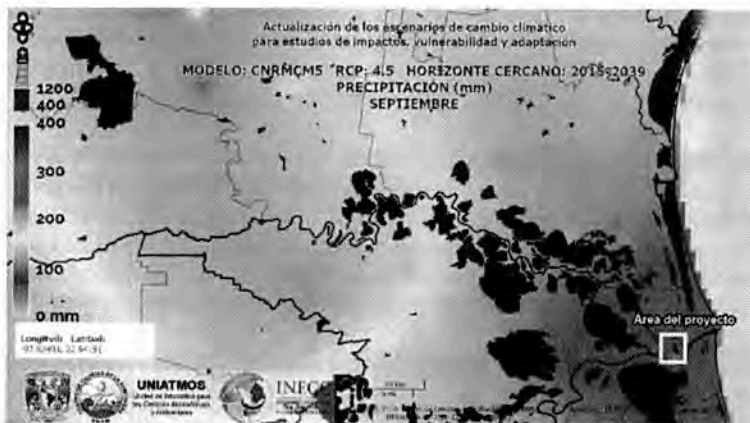 Actualización de los escenarios de cambio climático
para estudios de impactos, vulnerabilidad y adaptación
MODELO: CNRMCM5 RCP: 4.5 HORIZONTE CERCANO: 2015-2039
PRECIPITACIÓN (mm)
SEPTIEMBRE
1200
400
400
300
200
100
0 mm
Área del proyecto
Longitud: Latitud:
UNIATMOS
INECC